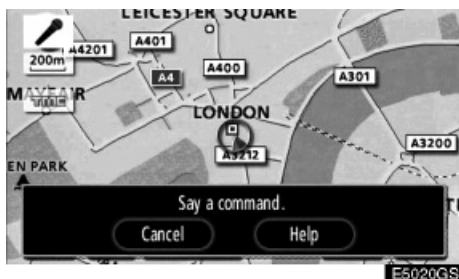 LEICESTER SQUARE
A401
A4201
200m
A4
A400
A301
MAYFAIR
TIME
LONDON
A3212
A3200
EN PARK
Say a command.
Cancel
Help
E5020GS